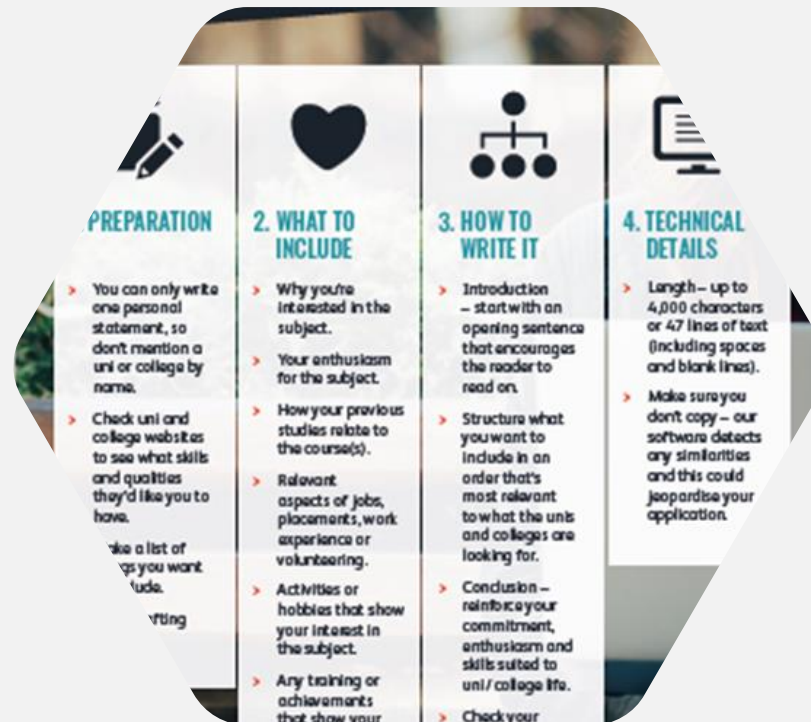 PREPARATION
You can only write
one personal
statement, so
don't mention a
uni or college by
name.
Check uni and
college websites
to see what skills
and qualities
they'd like you to
have.
a list of
you want
2. WHAT TO
INCLUDE
Why you're
interested in the
subject.
Your enthusiasm
for the subject.
How your previous
studies relate to
the course(s).
Relevant
aspects of jobs,
placements, work
experience or
volunteering.
Activities or
hobbies that show
your interest in
the subject.
Any training or
achievements
that show your
3. HOW TO
WRITE IT
Introduction
– start with an
opening sentence
that encourages
the reader to
read on.
Structure what
you want to
include in an
order that's
most relevant
to what the unis
and colleges are
looking for.
Conclusion –
reinforce your
commitment,
enthusiasm and
skills suited to
uni/college life.
Check your
4. TECHNICAL
DETAILS
Length – up to
4,000 characters
or 47 lines of text
(including spaces
and blank lines).
Make sure you
don't copy – our
software detects
any similarities
and this could
jeopardise your
application.